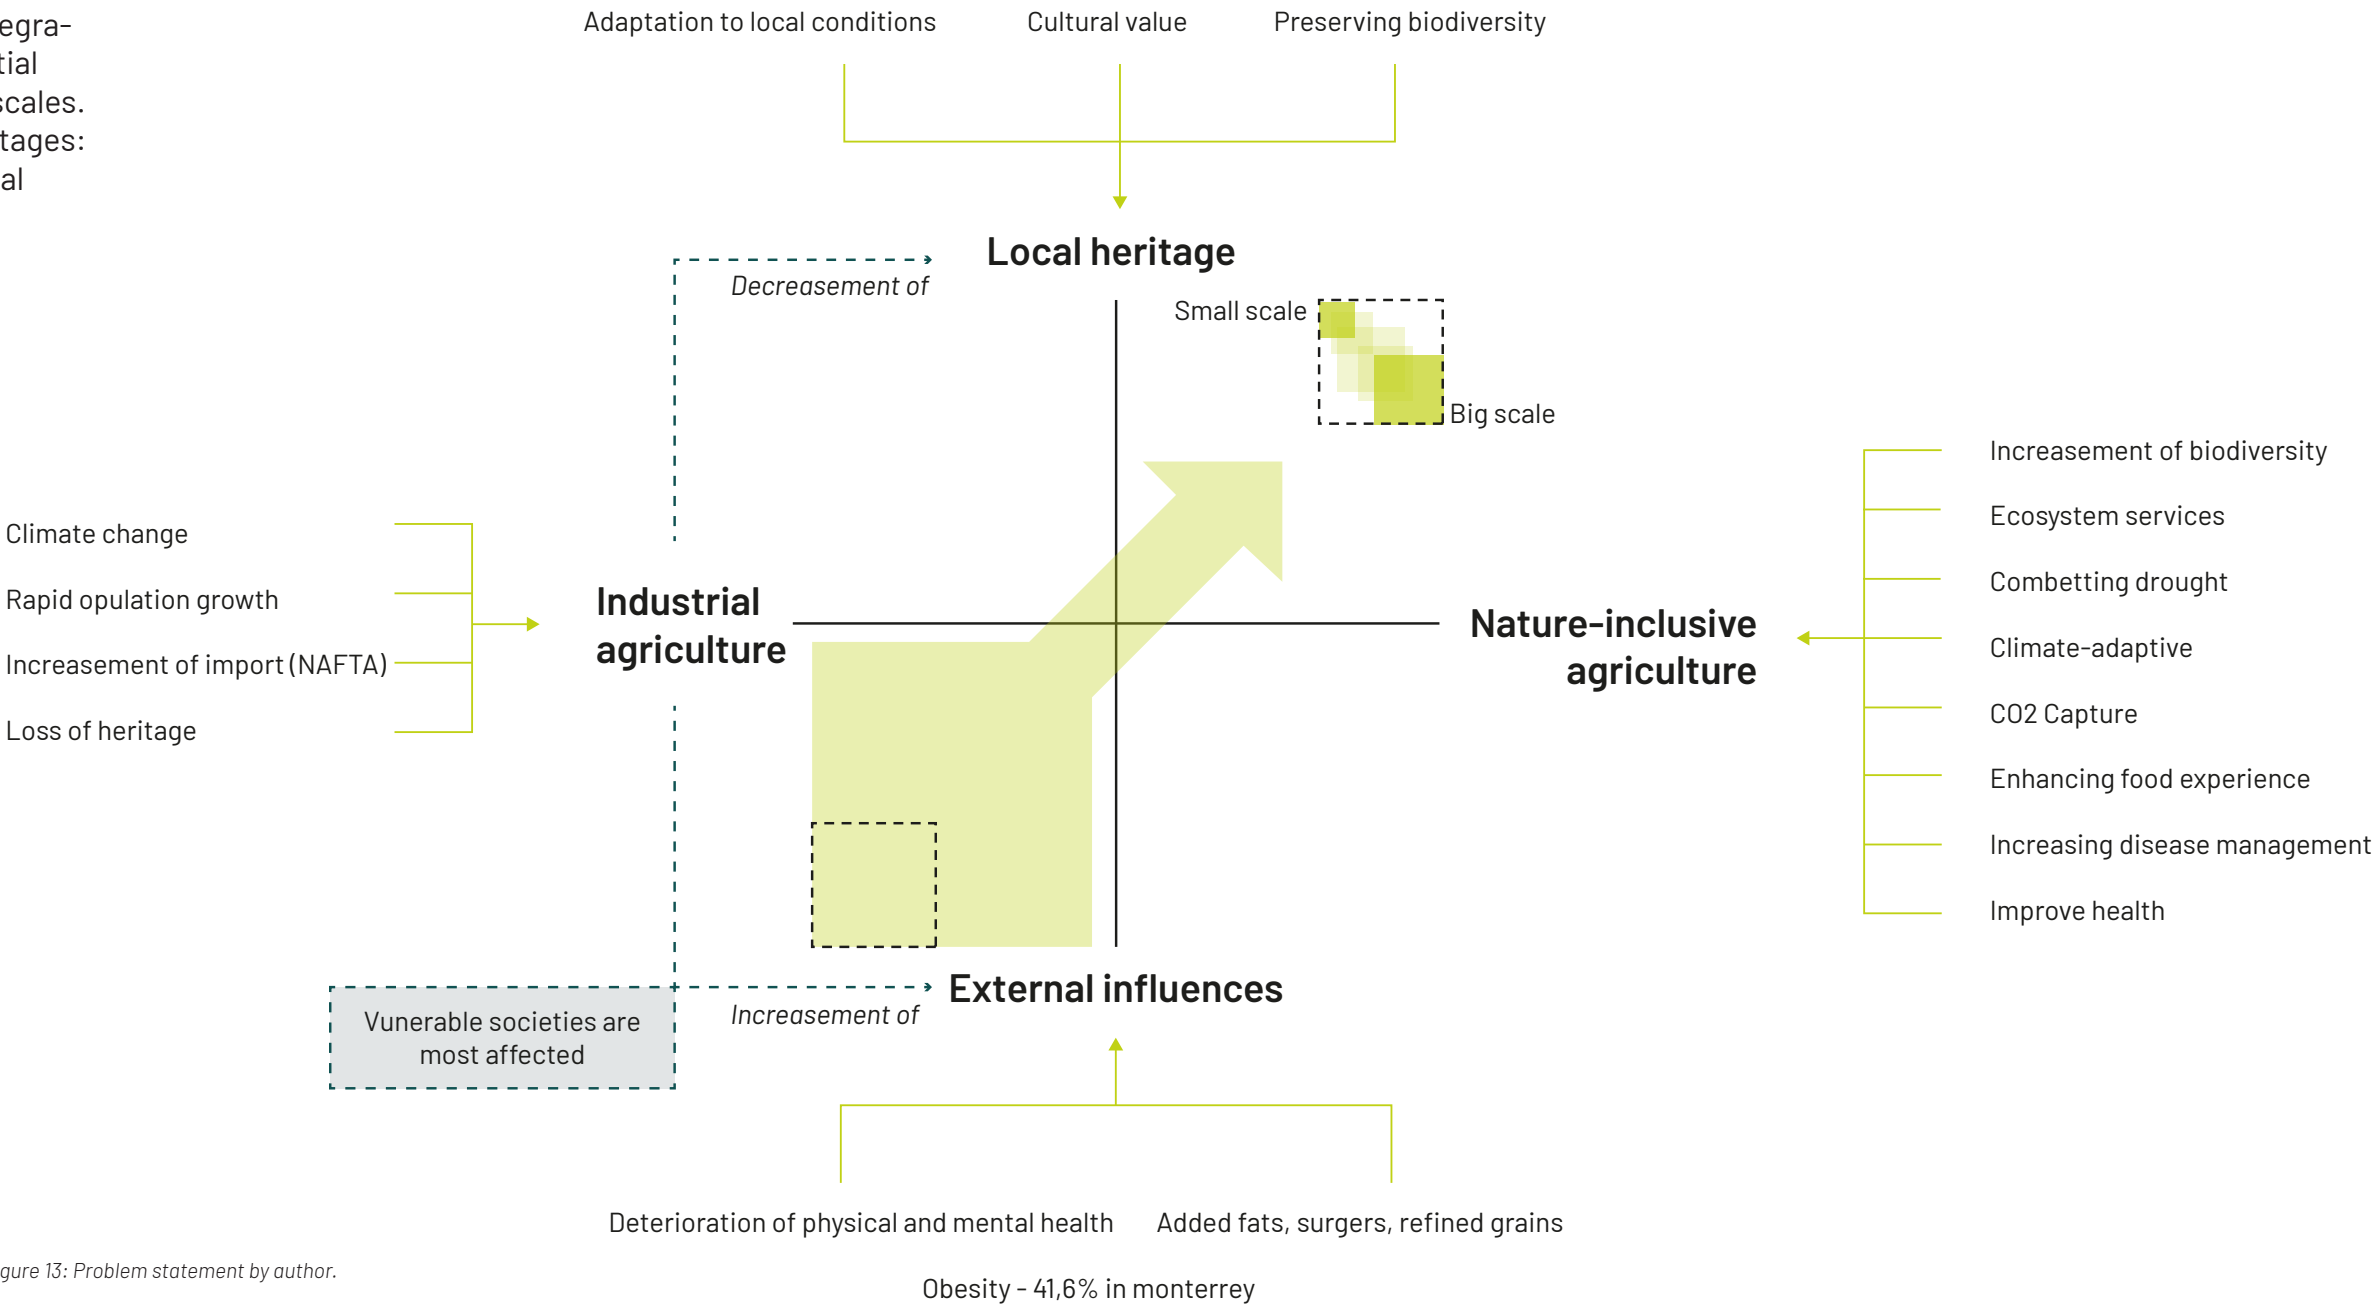 egra-
tial
scales.
tages:
al
Adaptation to local conditions
Cultural value
Preserving biodiversity
Local heritage
Decreasement of
Small scale
Big scale
Climate change
Rapid opulation growth
Increasement of import (NAFTA)
Loss of heritage
Industrial
agriculture
Nature-inclusive
agriculture
Increasement of biodiversity
Ecosystem services
Combetting drought
Climate-adaptive
CO2 Capture
Enhancing food experience
Increasing disease management
Improve health
External influences
Increasement of
Vunerable societies are
most affected
Deterioration of physical and mental health
Added fats, surgers, refined grains
Obesity - 41,6% in monterrey
gure 13: Problem statement by author.